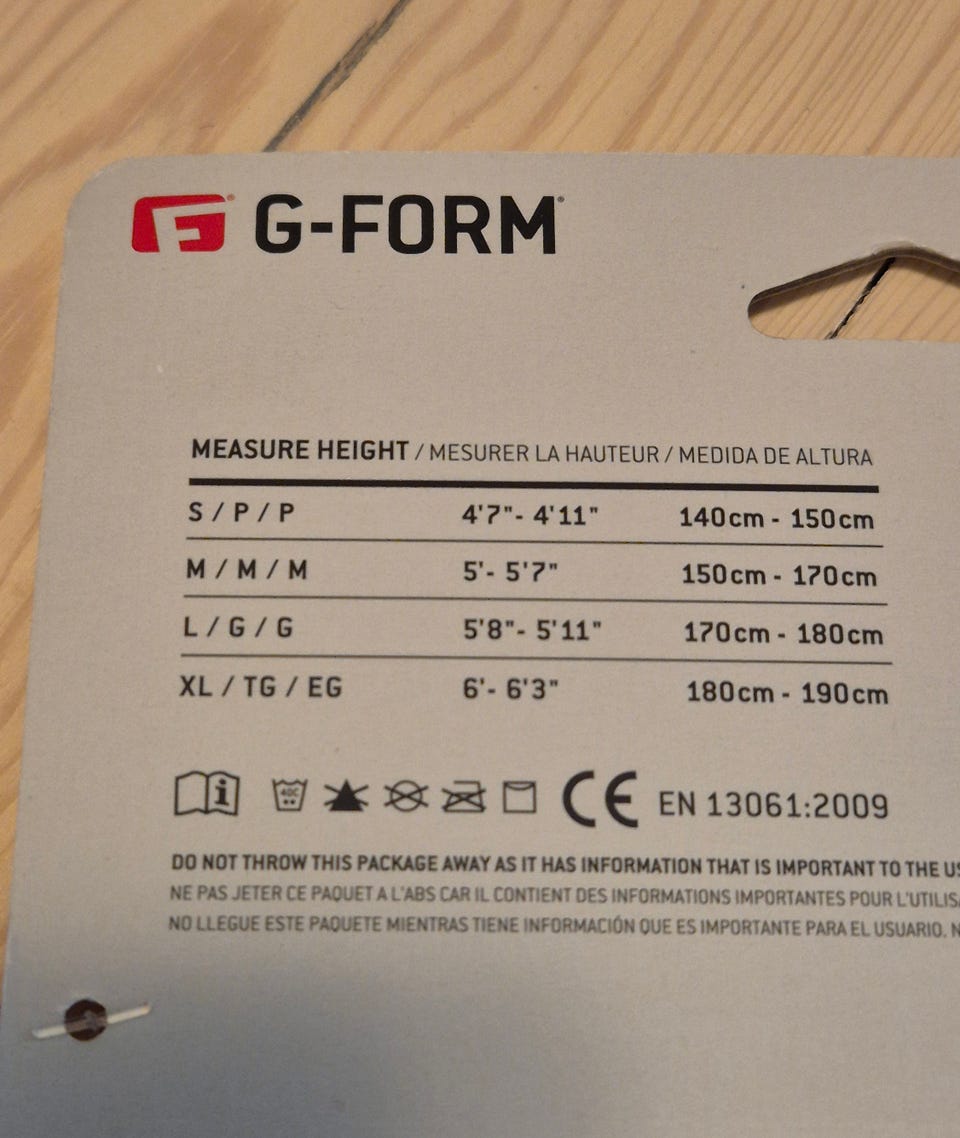 G-FORM®
MEASURE HEIGHT / MESURER LA HAUTEUR / MEDIDA DE ALTURA
S / P / P 4'7"- 4'11" 140cm - 150cm
M / M / M 5'- 5'7" 150cm - 170cm
L / G / G 5'8"- 5'11" 170cm - 180cm
XL / TG / EG 6'- 6'3" 180cm - 190cm
40C CE EN 13061:2009
DO NOT THROW THIS PACKAGE AWAY AS IT HAS INFORMATION THAT IS IMPORTANT TO THE US
NE PAS JETER CE PAQUET A L'ABS CAR IL CONTIENT DES INFORMATIONS IMPORTANTES POUR L'UTILISA
NO LLEGUE ESTE PAQUETE MIENTRAS TIENE INFORMACIÓN QUE ES IMPORTANTE PARA EL USUARIO. N